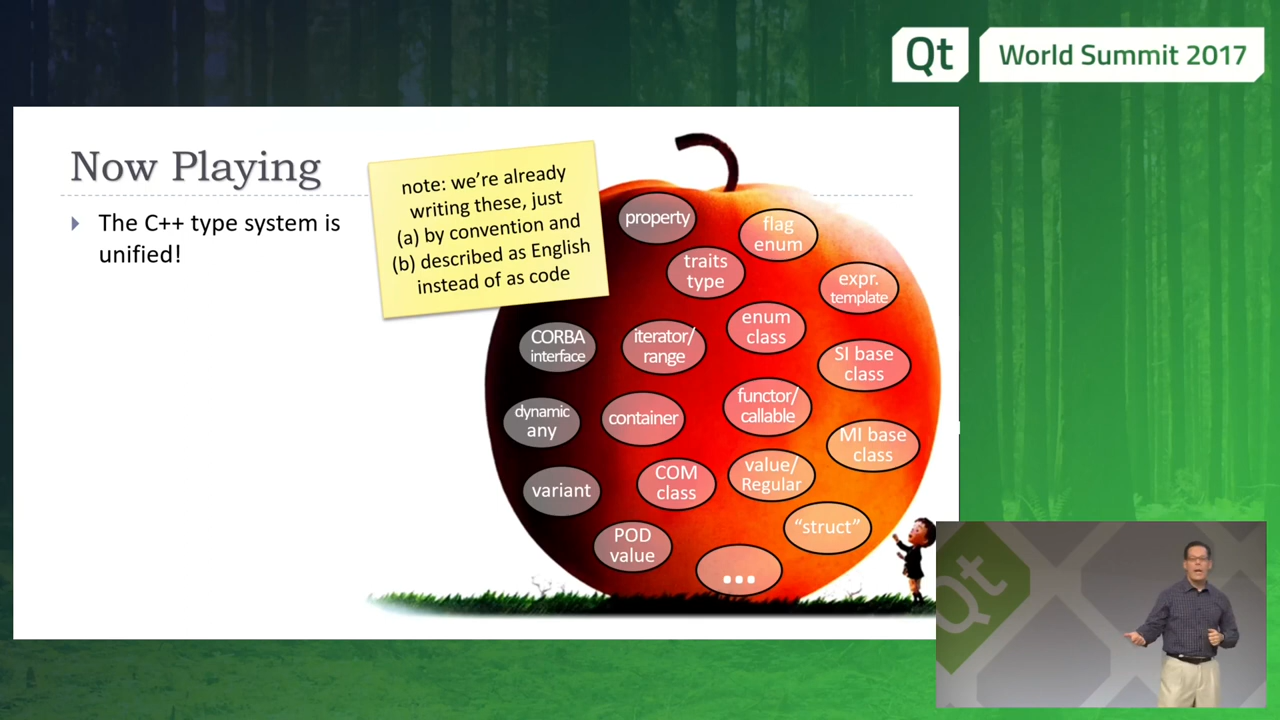 Qt
World Summit 2017
Now Playing
The C++ type system is
unified!
note: we’re already
writing these, just
(a) by convention and
(b) described as English
instead of as code
property
flag
enum
traits
type
expr.
template
enum
class
CORBA
interface
iterator/
range
SI base
class
dynamic
any
container
functor/
callable
MI base
class
variant
COM
class
value/
Regular
POD
value
“struct”
...
Qt